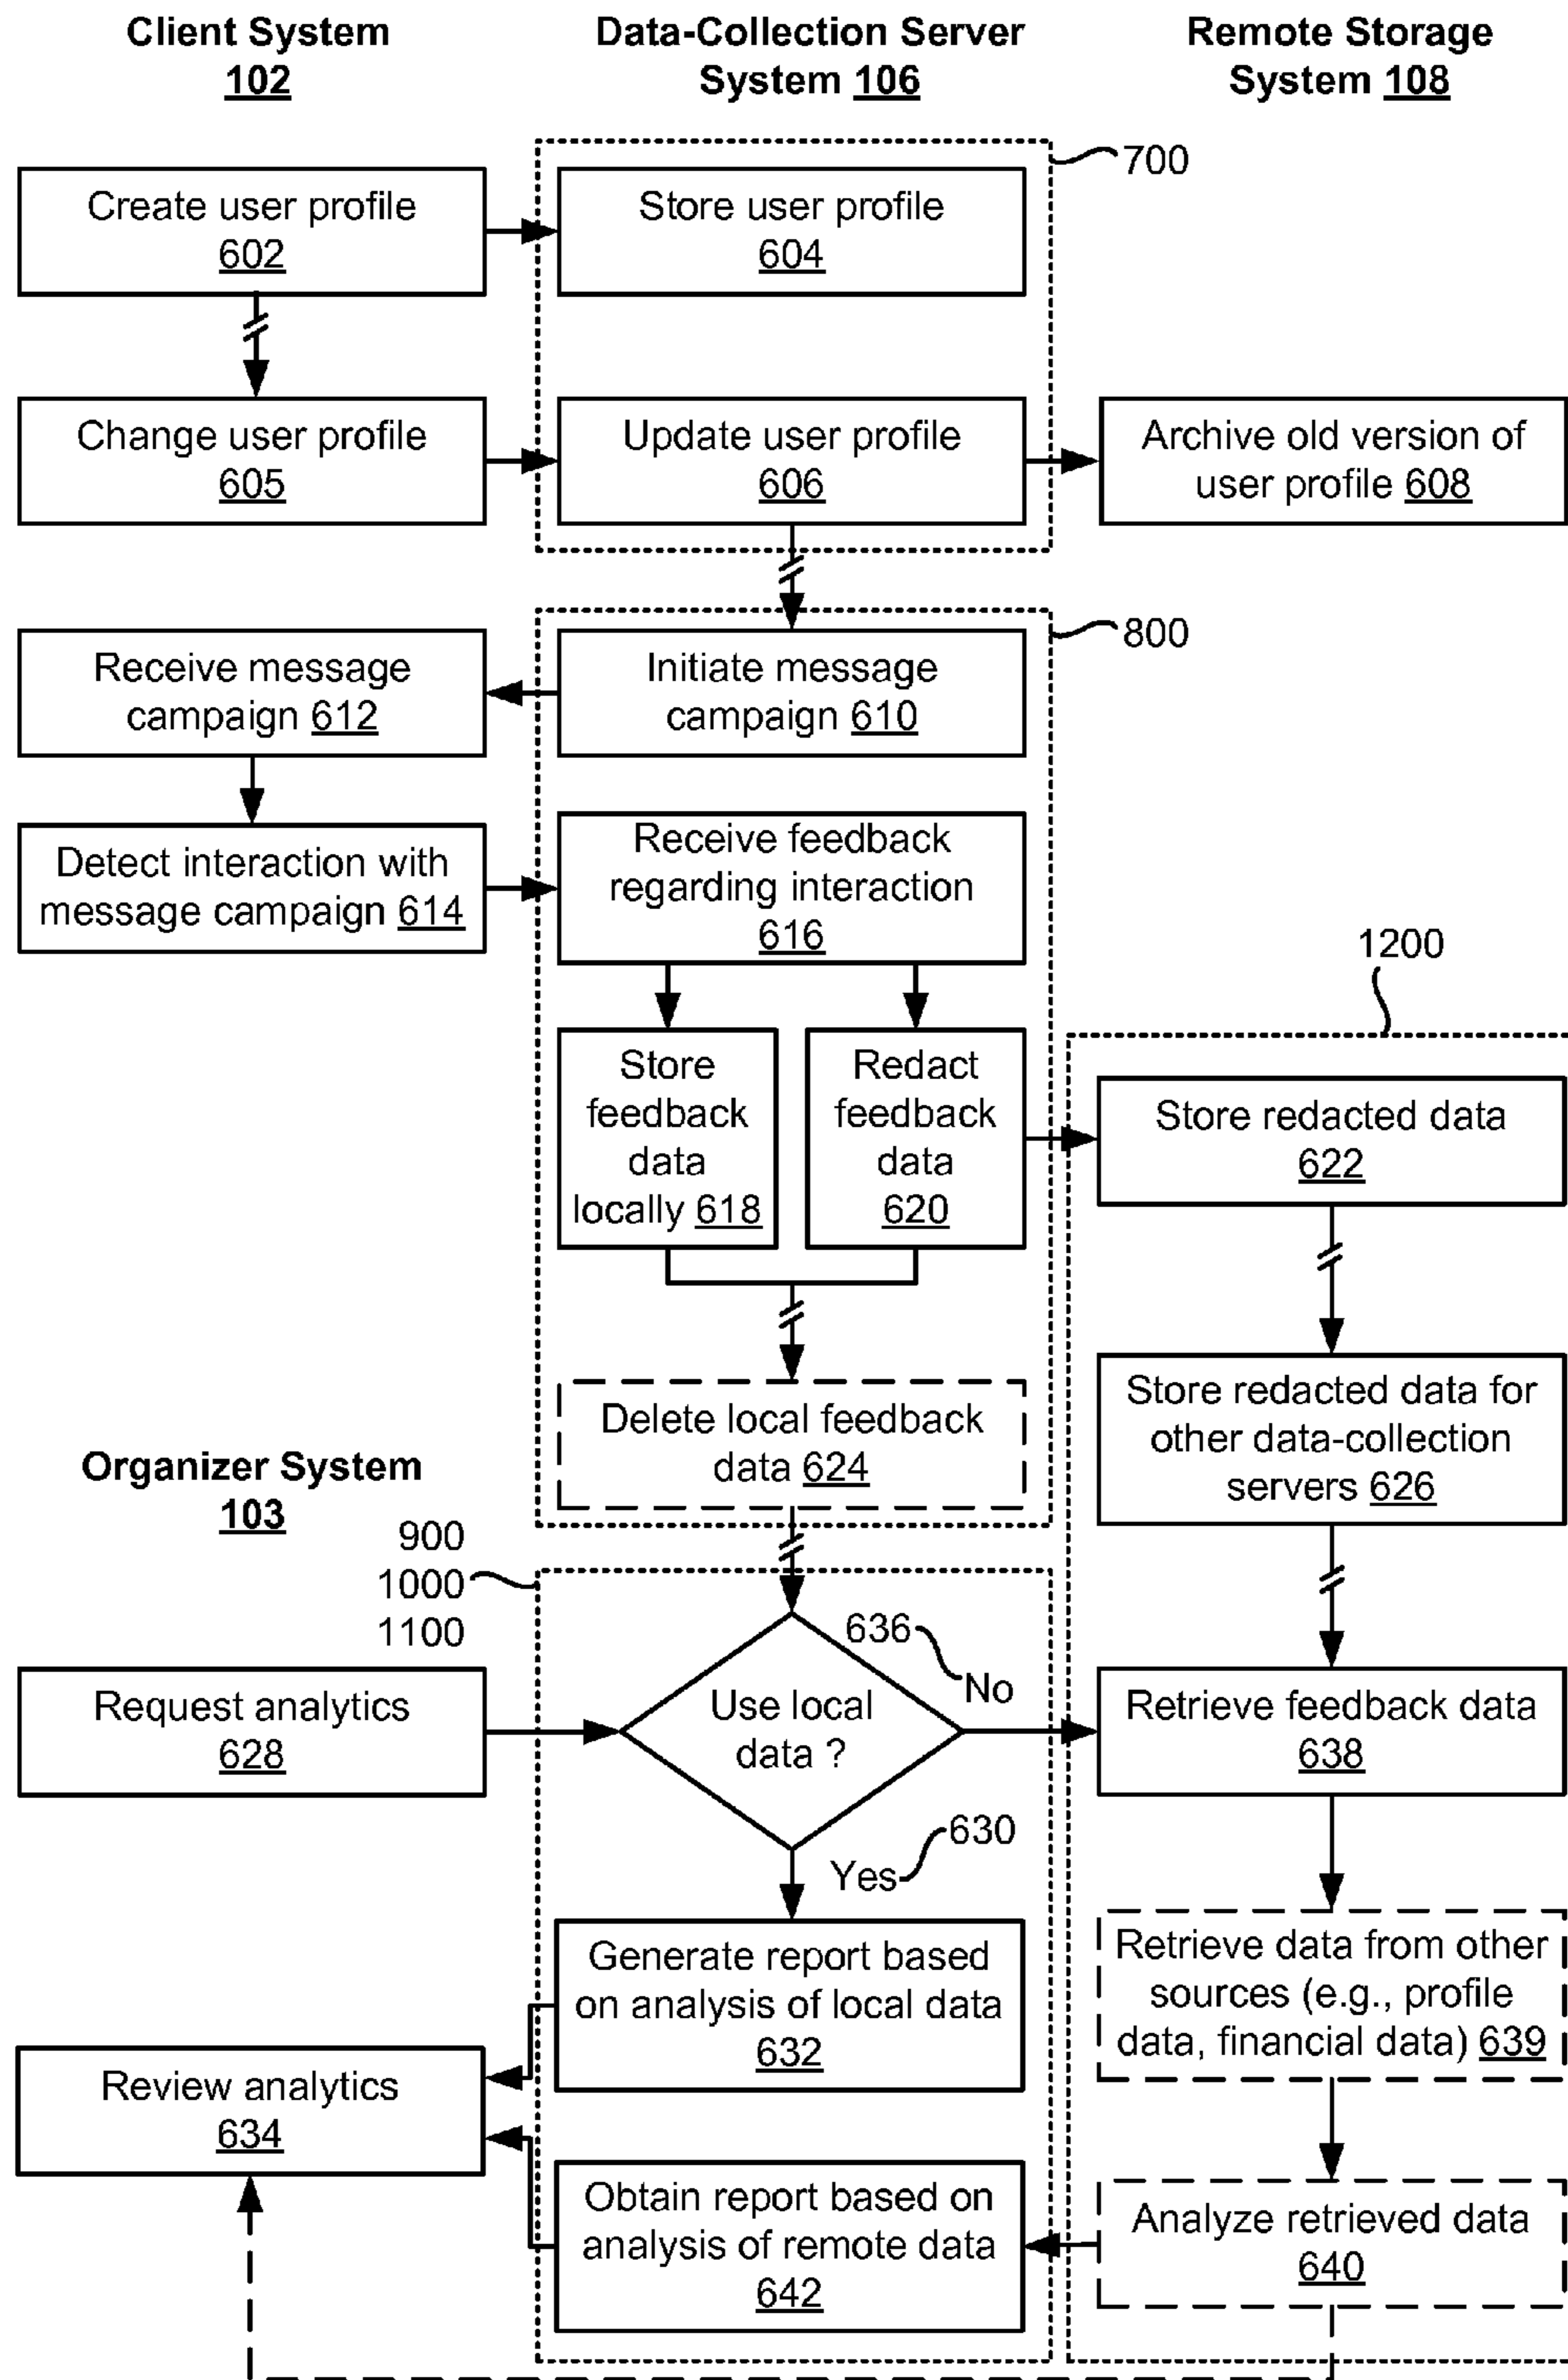 Client System
102
Data-Collection Server
System 106
Remote Storage
System 108
700
Create user profile
602
Store user profile
604
Change user profile
605
Update user profile
606
Archive old version of
user profile 608
800
Receive message
campaign 612
Initiate message
campaign 610
Detect interaction with
message campaign 614
Receive feedback
regarding interaction
616
1200
Store
feedback
data
locally 618
Redact
feedback
data
620
Store redacted data
622
Delete local feedback
data 624
Store redacted data for
other data-collection
servers 626
Organizer System
103
900
1000
1100
Request analytics
628
Use local
data ?
636
No
630
Yes
Retrieve feedback data
638
Generate report based
on analysis of local data
632
Retrieve data from other
sources (e.g., profile
data, financial data) 639
Review analytics
634
Obtain report based on
analysis of remote data
642
Analyze retrieved data
640